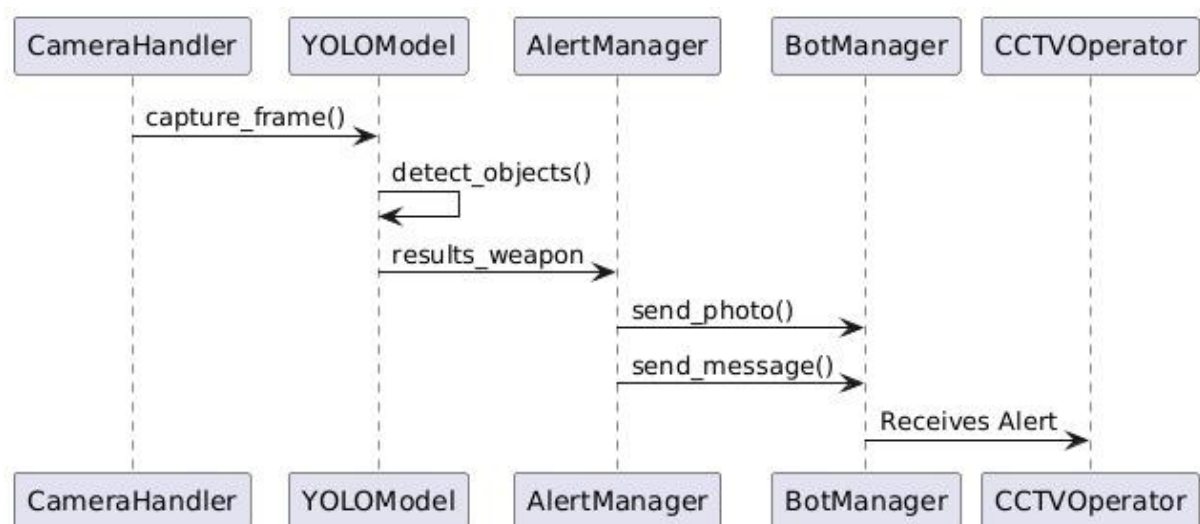 CameraHandler YOLOModel AlertManager BotManager CCTVOperator
capture_frame()
detect_objects()
results_weapon
send_photo()
send_message()
Receives Alert
CameraHandler YOLOModel AlertManager BotManager CCTVOperator